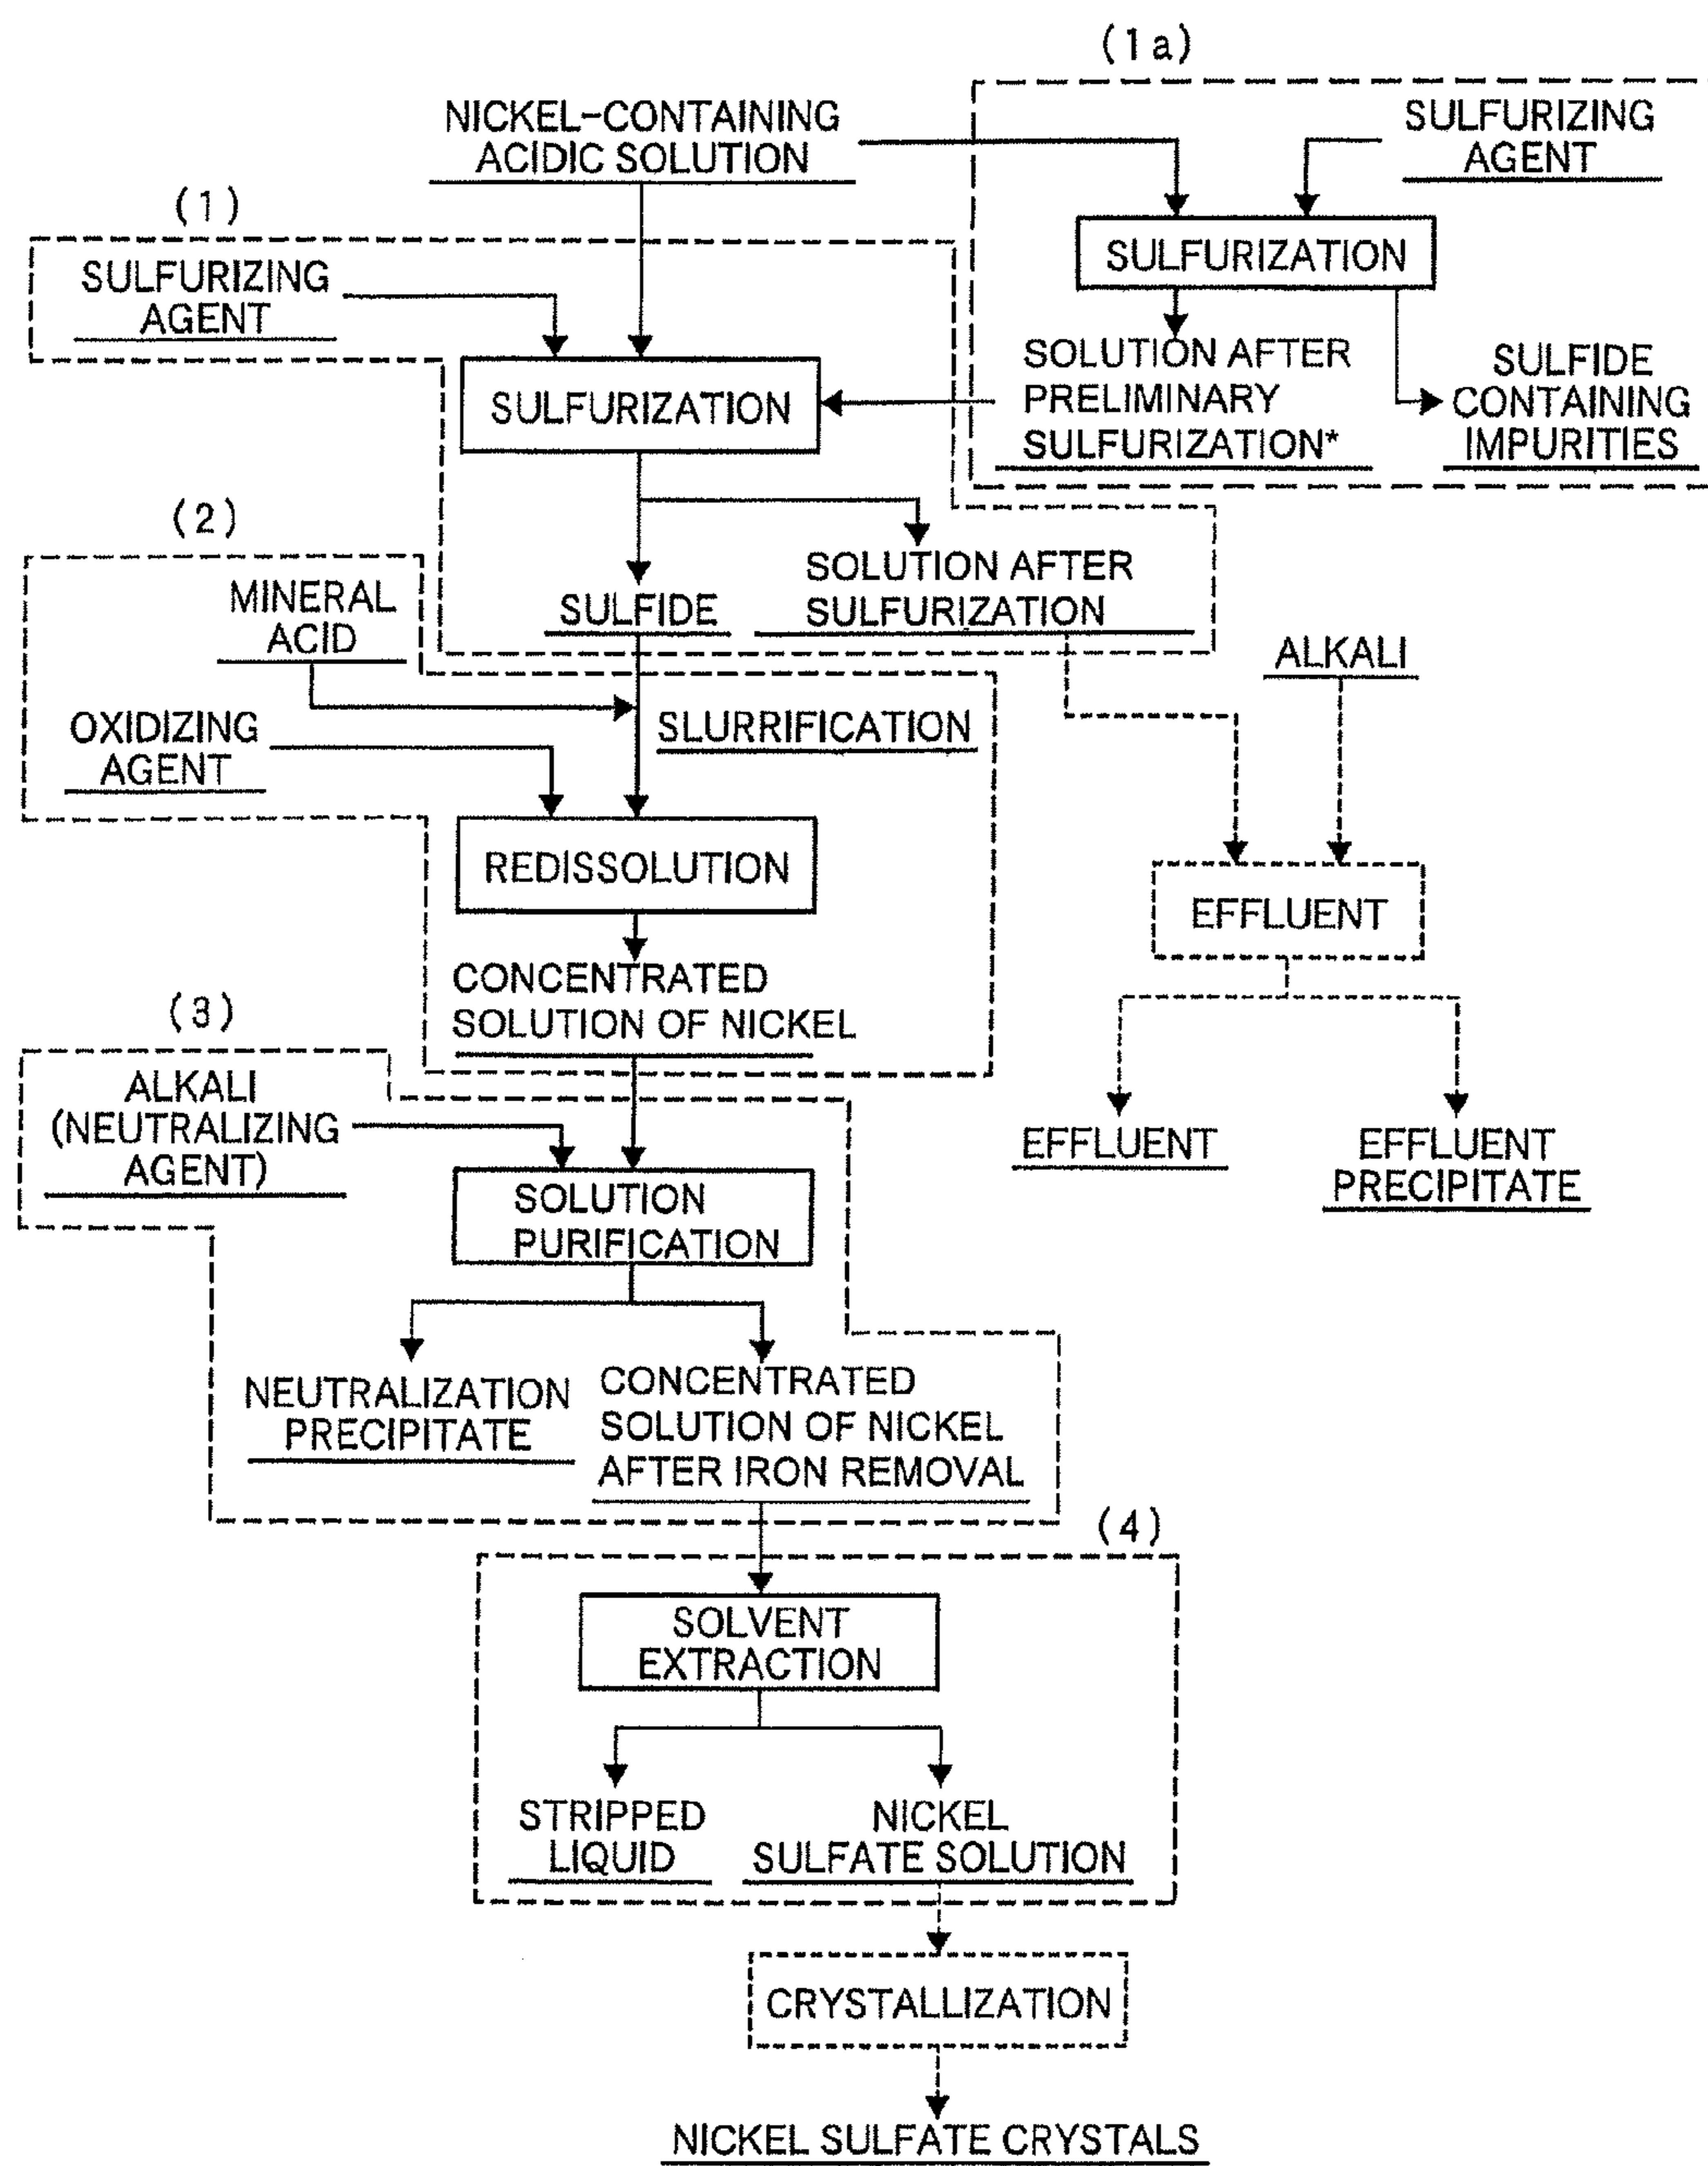 (1a)
NICKEL-CONTAINING
ACIDIC SOLUTION
SULFURIZING
AGENT
(1)
SULFURIZATION
SULFURIZING
AGENT
SOLUTION AFTER
PRELIMINARY
SULFURIZATION*
SULFIDE
CONTAINING
IMPURITIES
SULFURIZATION
(2)
SOLUTION AFTER
SULFURIZATION
SULFIDE
MINERAL
ACID
ALKALI
OXIDIZING
AGENT
SLURRIFICATION
REDISSOLUTION
EFFLUENT
CONCENTRATED
SOLUTION OF NICKEL
(3)
ALKALI
(NEUTRALIZING
AGENT)
EFFLUENT
EFFLUENT
PRECIPITATE
SOLUTION
PURIFICATION
NEUTRALIZATION
PRECIPITATE
CONCENTRATED
SOLUTION OF NICKEL
AFTER IRON REMOVAL
(4)
SOLVENT
EXTRACTION
STRIPPED
LIQUID
NICKEL
SULFATE SOLUTION
CRYSTALLIZATION
NICKEL SULFATE CRYSTALS